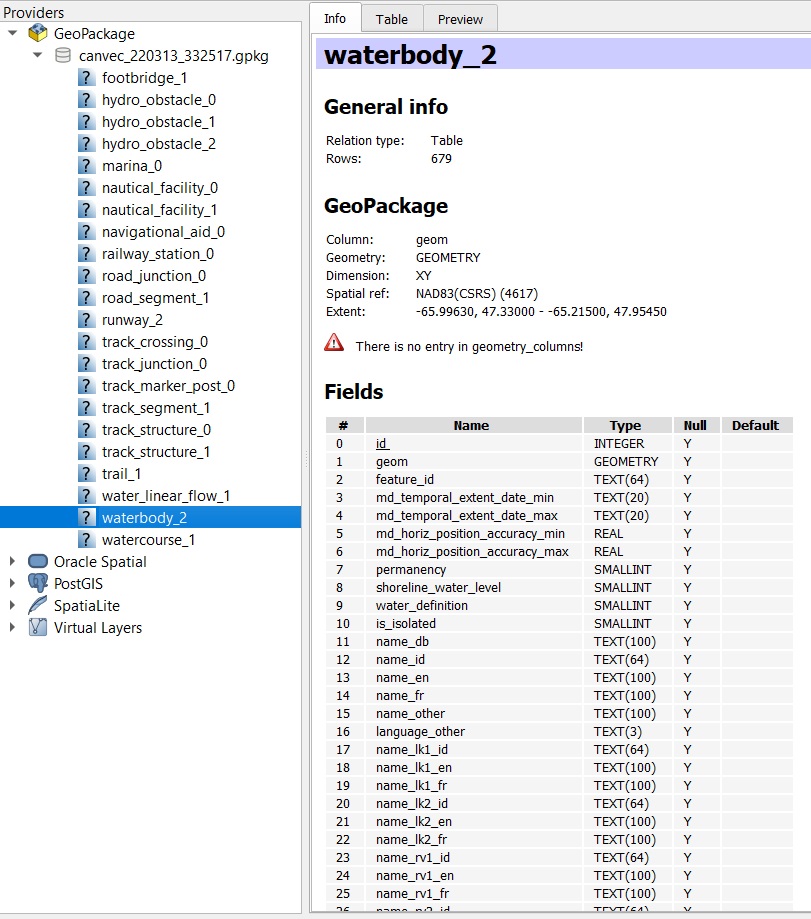 Providers
GeoPackage
canvec_220313_332517.gpkg
footbridge_1
hydro_obstacle_0
hydro_obstacle_1
hydro_obstacle_2
marina_0
nautical_facility_0
nautical_facility_1
navigational_aid_0
railway_station_0
road_junction_0
road_segment_1
runway_2
track_crossing_0
track_junction_0
track_marker_post_0
track_segment_1
track_structure_0
track_structure_1
trail_1
water_linear_flow_1
waterbody_2
watercourse_1
Oracle Spatial
PostGIS
SpatiaLite
Virtual Layers
Info Table Preview
waterbody_2
General info
Relation type: Table
Rows: 679
GeoPackage
Column: geom
Geometry: GEOMETRY
Dimension: XY
Spatial ref: NAD83(CSRS) (4617)
Extent: -65.99630, 47.33000 - -65.21500, 47.95450
There is no entry in geometry_columns!
Fields
# Name Type Null Default
0 id INTEGER Y
1 geom GEOMETRY Y
2 feature_id TEXT(64) Y
3 md_temporal_extent_date_min TEXT(20) Y
4 md_temporal_extent_date_max TEXT(20) Y
5 md_horiz_position_accuracy_min REAL Y
6 md_horiz_position_accuracy_max REAL Y
7 permanency SMALLINT Y
8 shoreline_water_level SMALLINT Y
9 water_definition SMALLINT Y
10 is_isolated SMALLINT Y
11 name_db TEXT(100) Y
12 name_id TEXT(64) Y
13 name_en TEXT(100) Y
14 name_fr TEXT(100) Y
15 name_other TEXT(100) Y
16 language_other TEXT(3) Y
17 name_lk1_id TEXT(64) Y
18 name_lk1_en TEXT(100) Y
19 name_lk1_fr TEXT(100) Y
20 name_lk2_id TEXT(64) Y
21 name_lk2_en TEXT(100) Y
22 name_lk2_fr TEXT(100) Y
23 name_rv1_id TEXT(64) Y
24 name_rv1_en TEXT(100) Y
25 name_rv1_fr TEXT(100) Y
26 name_rv2_id TEXT(64) Y